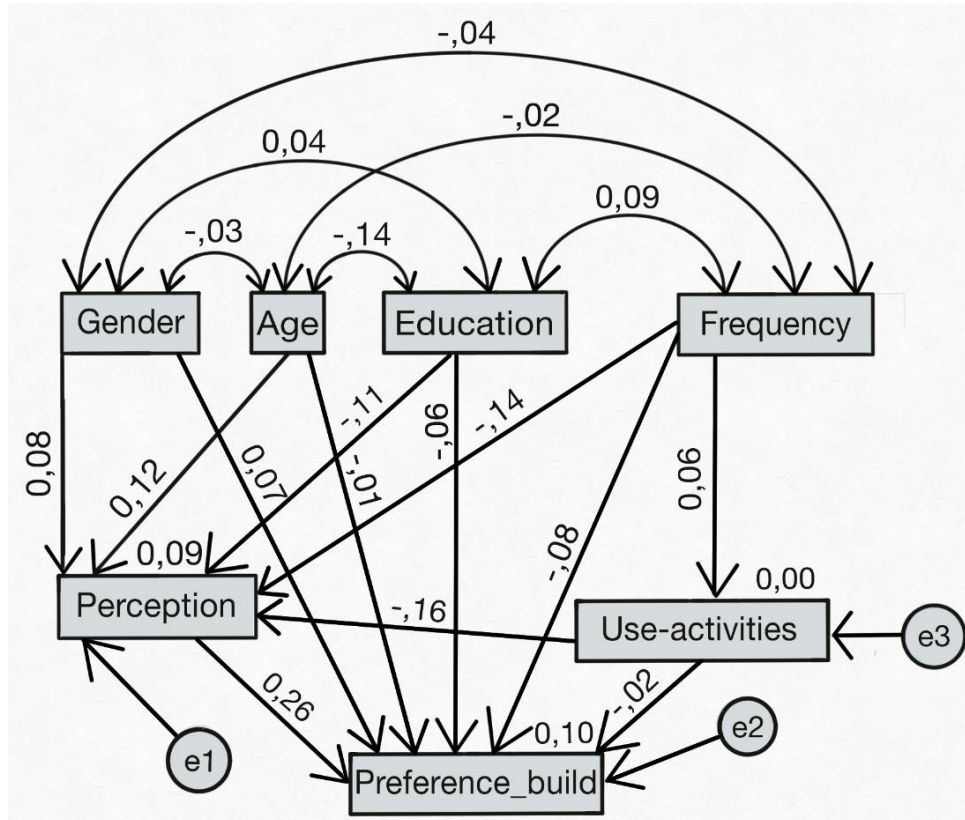 -,04
-,02
0,04
0,09
-,03
-,14
Gender
Age
Education
Frequency
0,08
0,12
0,07
-,11
-,01
-,06
-,14
-,08
0,06
0,09
0,00
Perception
-,16
Use-activities
e3
0,26
-,02
e1
0,10
e2
Preference_build